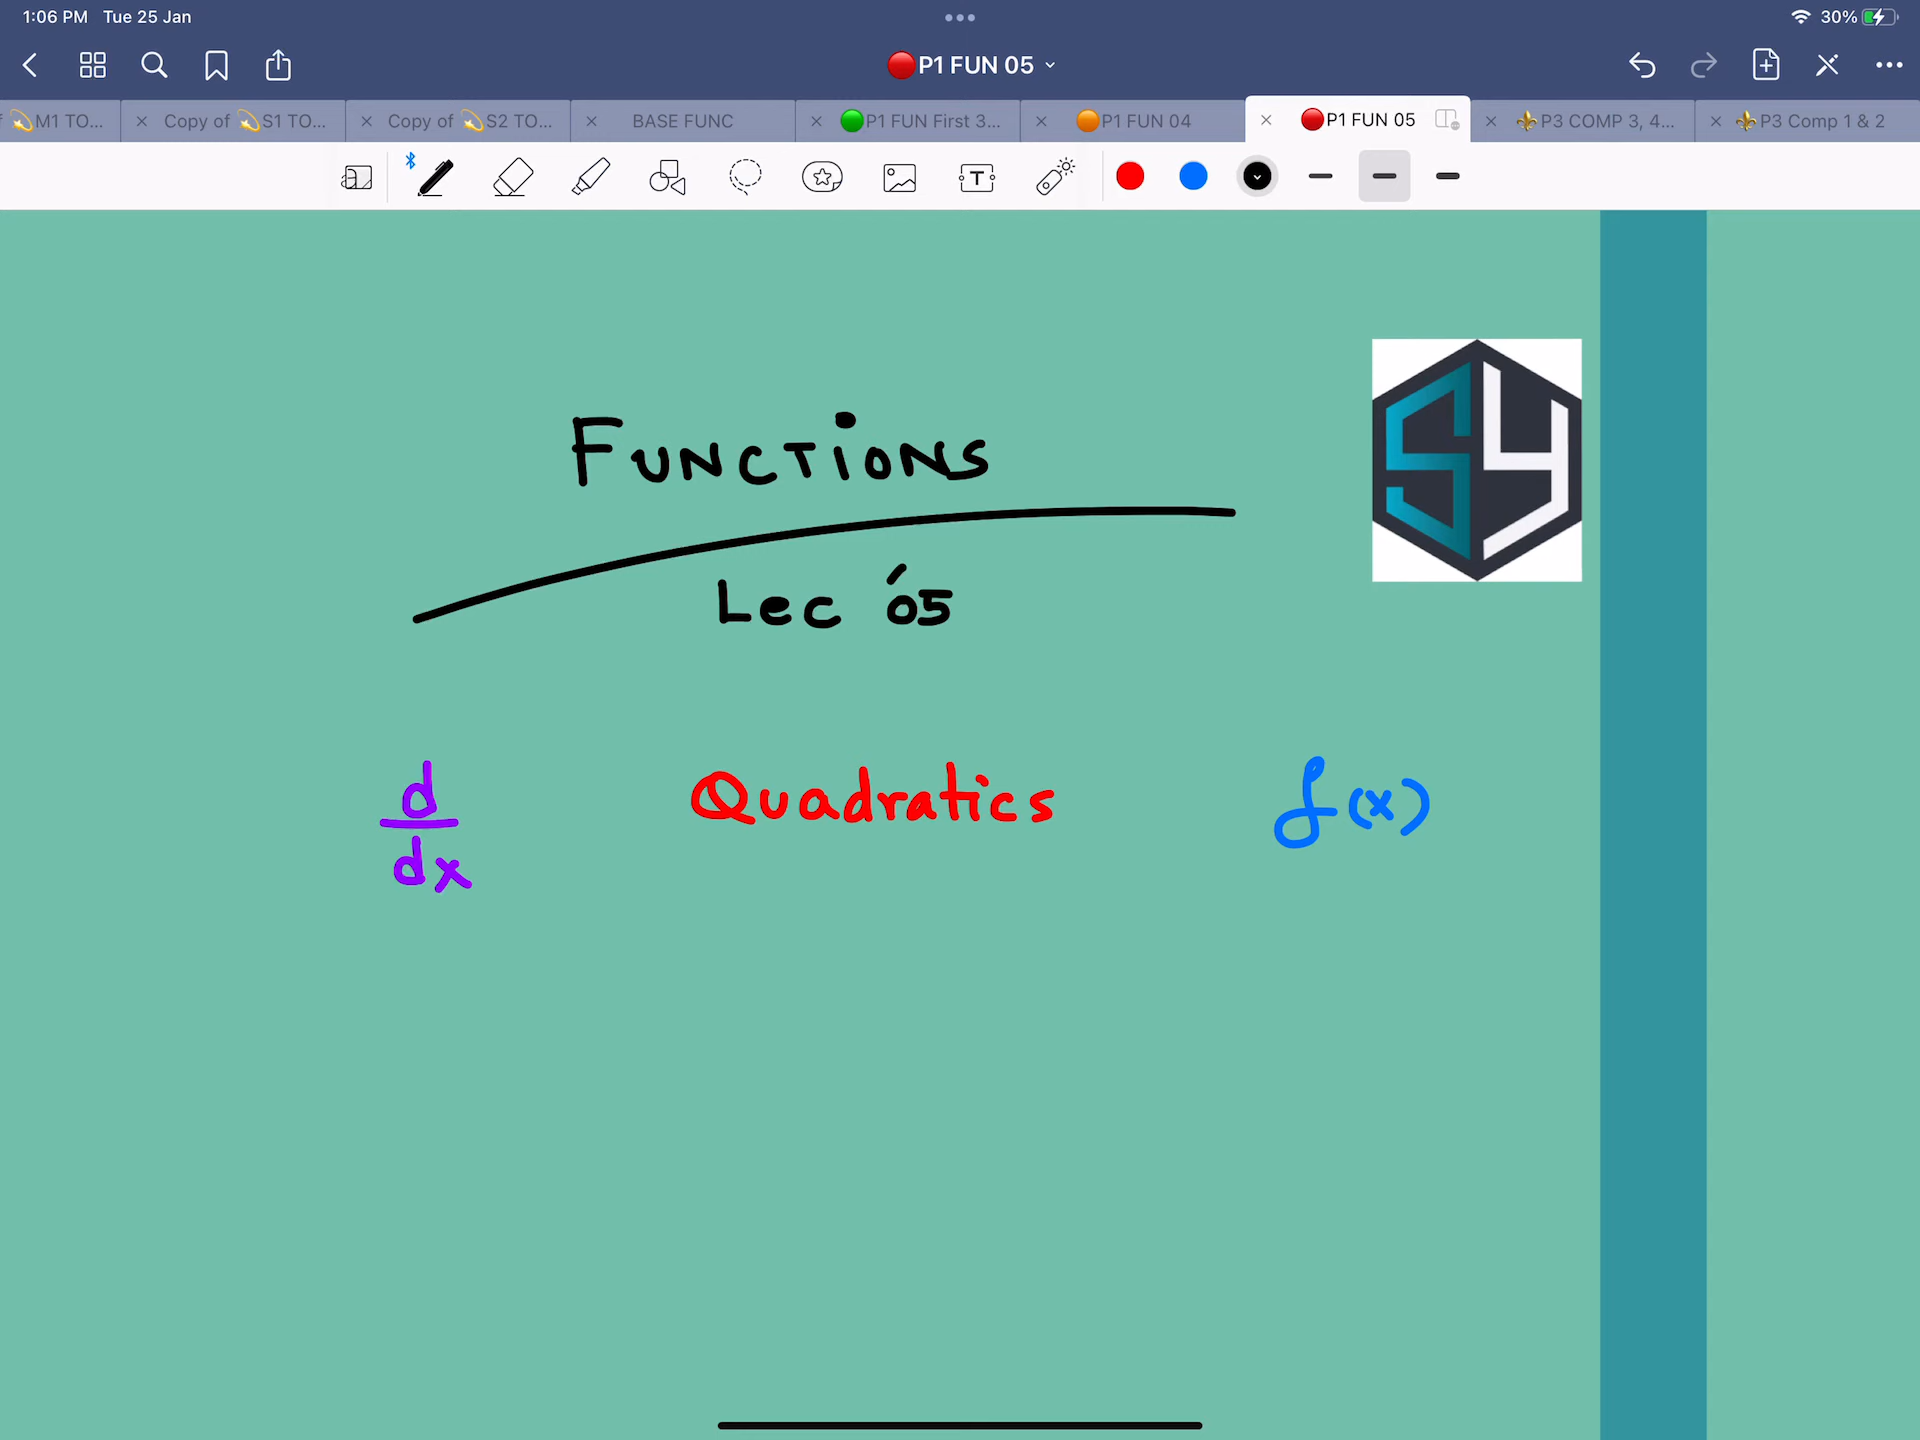 1:06 PM Tue 25 Jan
30%
P1 FUN 05
M1 TO...
Copy of 💫S1 TO...
Copy of 💫S2 TO...
BASE FUNC
P1 FUN First 3...
P1 FUN 04
P1 FUN 05
P3 COMP 3, 4...
P3 Comp 1 & 2
FUNCTiONS
Lec '05
d
dx
Quadratics
f(x)
SY